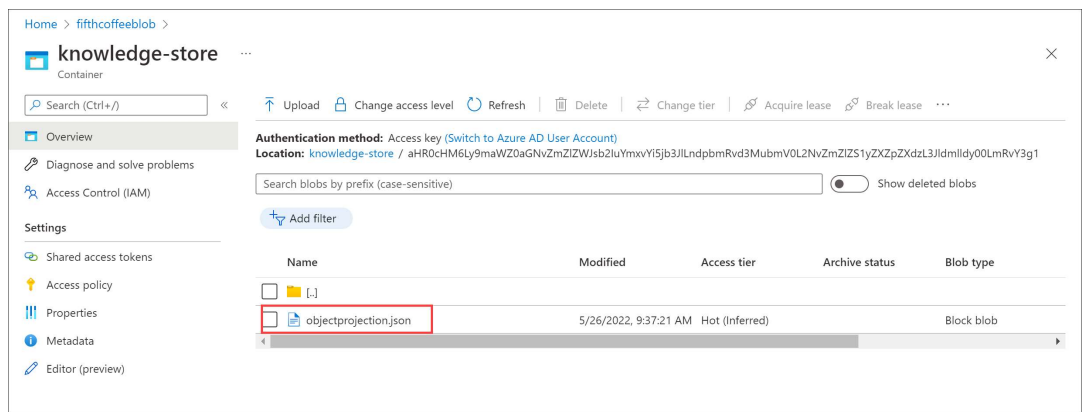 Home > fifthcoffeeblob >
knowledge-store ...
Container
Search (Ctrl+/) «
Overview
Diagnose and solve problems
Access Control (IAM)
Settings
Shared access tokens
Access policy
Properties
Metadata
Editor (preview)
Upload Change access level Refresh Delete Change tier Acquire lease Break lease ...
Authentication method: Access key (Switch to Azure AD User Account)
Location: knowledge-store / aHR0cHM6Ly9maWZ0aGNvZmZlZWJsb2IuYmxvYi5jb3JlLndpbmRvd3MubmV0L2NvZmZlZS1yZXZpZXdzL3Jldmlldy00LmRvY3g1
Search blobs by prefix (case-sensitive) Show deleted blobs
Add filter
Name Modified Access tier Archive status Blob type
[..]
objectprojection.json 5/26/2022, 9:37:21 AM Hot (Inferred) Block blob